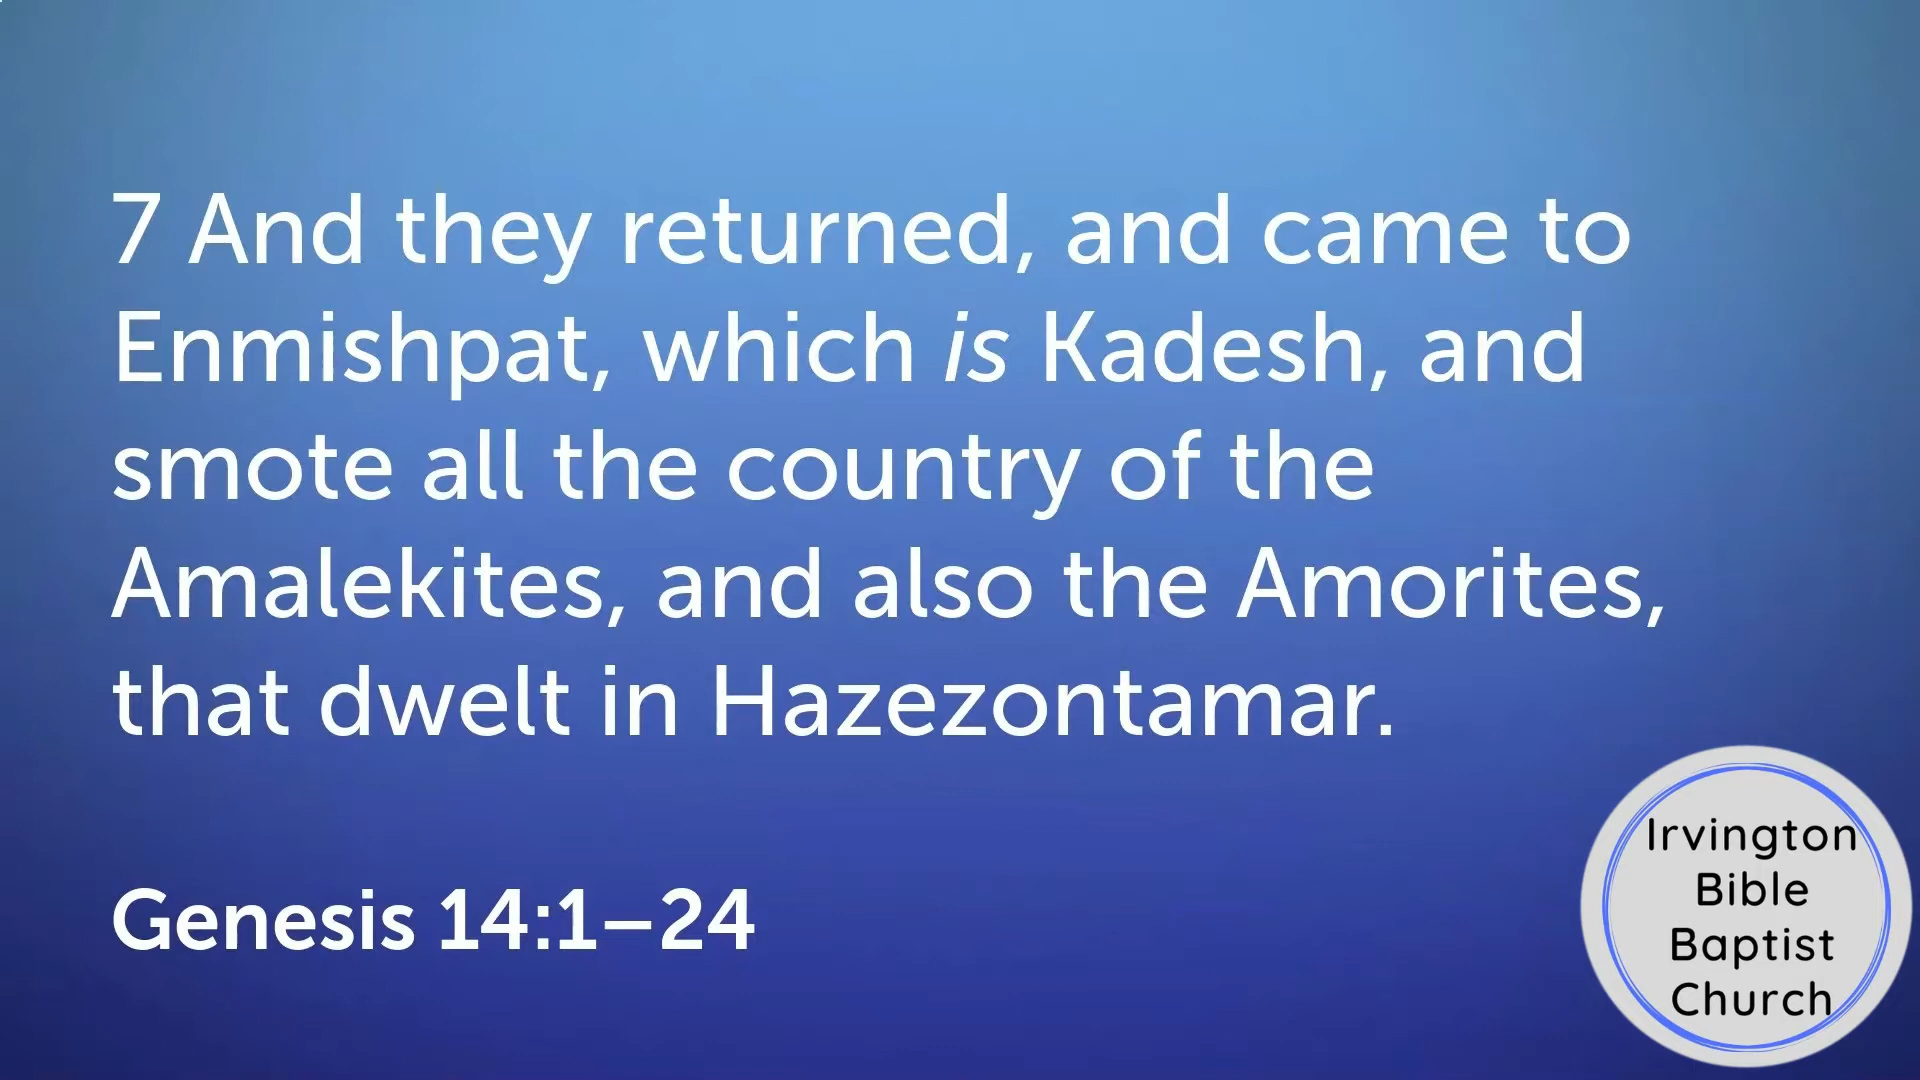 7 And they returned, and came to
Enmishpat, which is Kadesh, and
smote all the country of the
Amalekites, and also the Amorites,
that dwelt in Hazezontamar.
Genesis 14:1–24
Irvington
Bible
Baptist
Church